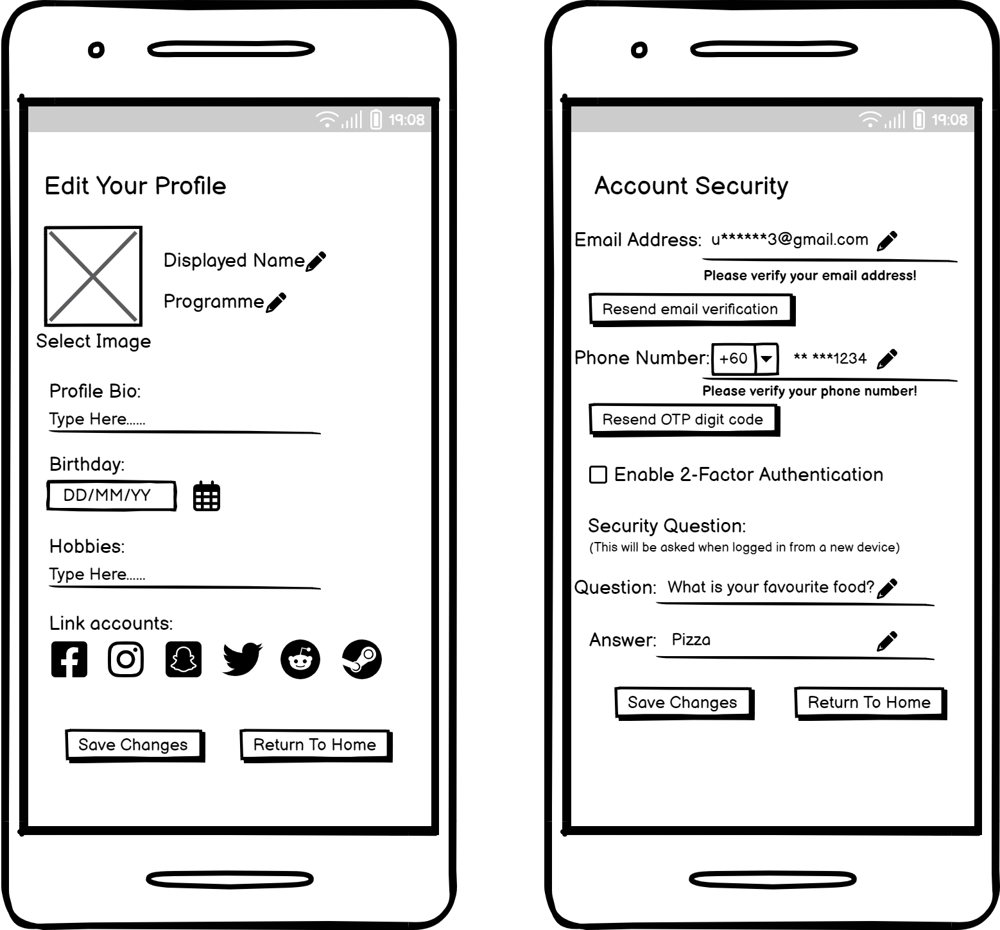 19:08
Edit Your Profile
Displayed Name
Programme
Select Image
Profile Bio:
Type Here......
Birthday:
DD/MM/YY
Hobbies:
Type Here......
Link accounts:
Save Changes
Return To Home
19:08
Account Security
Email Address: u******3@gmail.com
Please verify your email address!
Resend email verification
Phone Number: +60 ** ***1234
Please verify your phone number!
Resend OTP digit code
Enable 2-Factor Authentication
Security Question:
(This will be asked when logged in from a new device)
Question: What is your favourite food?
Answer: Pizza
Save Changes
Return To Home